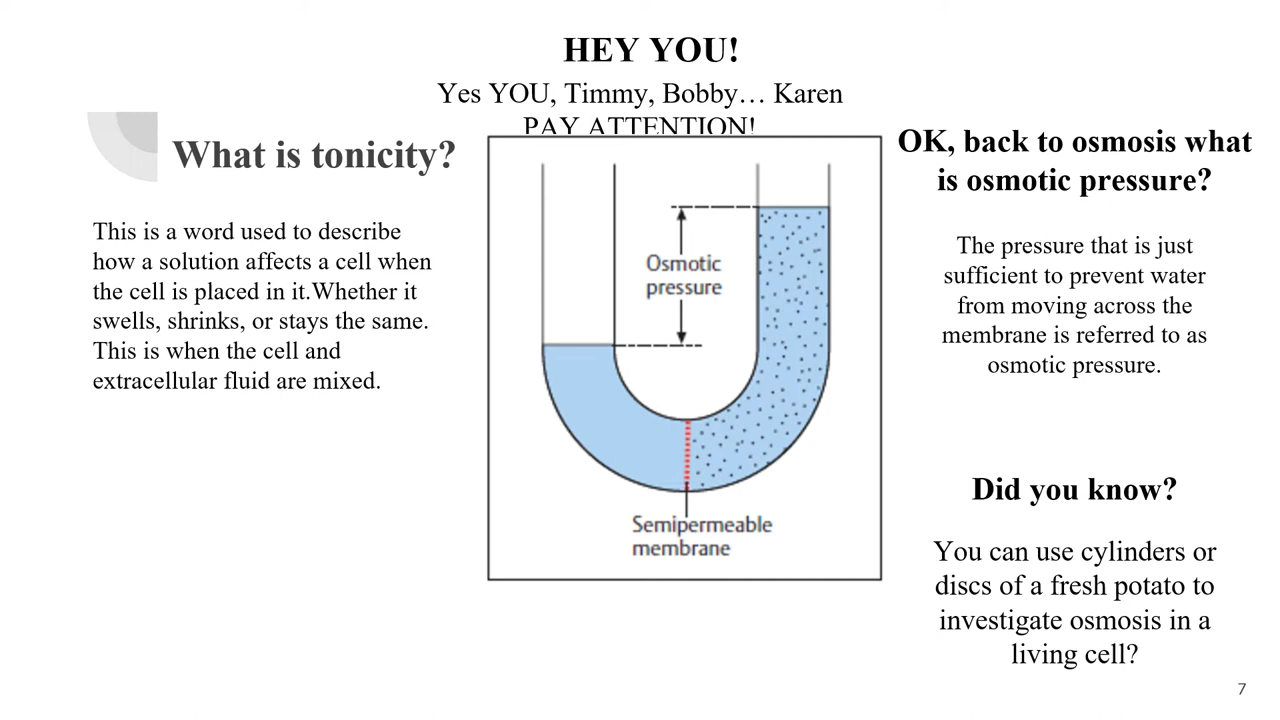 HEY YOU!
Yes YOU, Timmy, Bobby… Karen
PAY ATTENTION!
What is tonicity?
This is a word used to describe
how a solution affects a cell when
the cell is placed in it.Whether it
swells, shrinks, or stays the same.
This is when the cell and
extracellular fluid are mixed.
Osmotic
pressure
Semipermeable
membrane
OK, back to osmosis what
is osmotic pressure?
The pressure that is just
sufficient to prevent water
from moving across the
membrane is referred to as
osmotic pressure.
Did you know?
You can use cylinders or
discs of a fresh potato to
investigate osmosis in a
living cell?
7